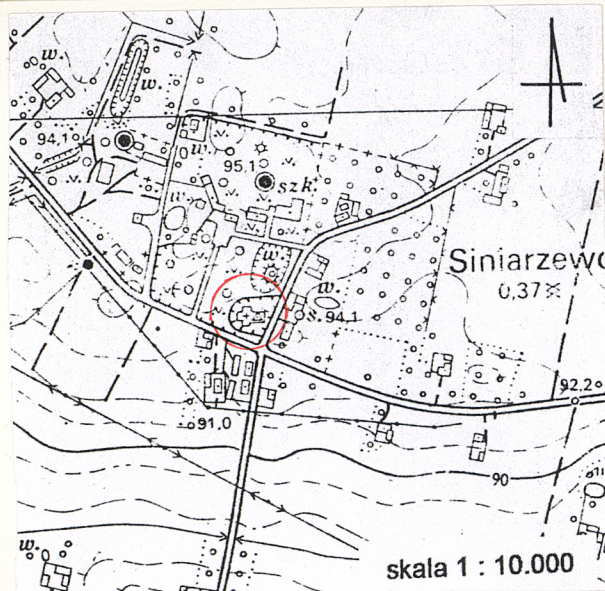 w.
w.
94,1
w.
95,1
szk.
w.
Siniarzewo
0,37
w.
w.
s. 94,1
92,2
91,0
90
w.
skala 1 : 10.000